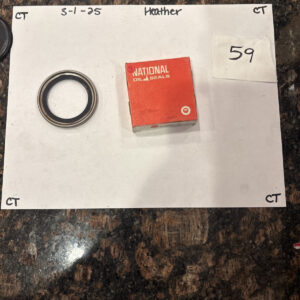 3-1-25 Heather
CT CT
59
NATIONAL
OIL SEALS
CT CT